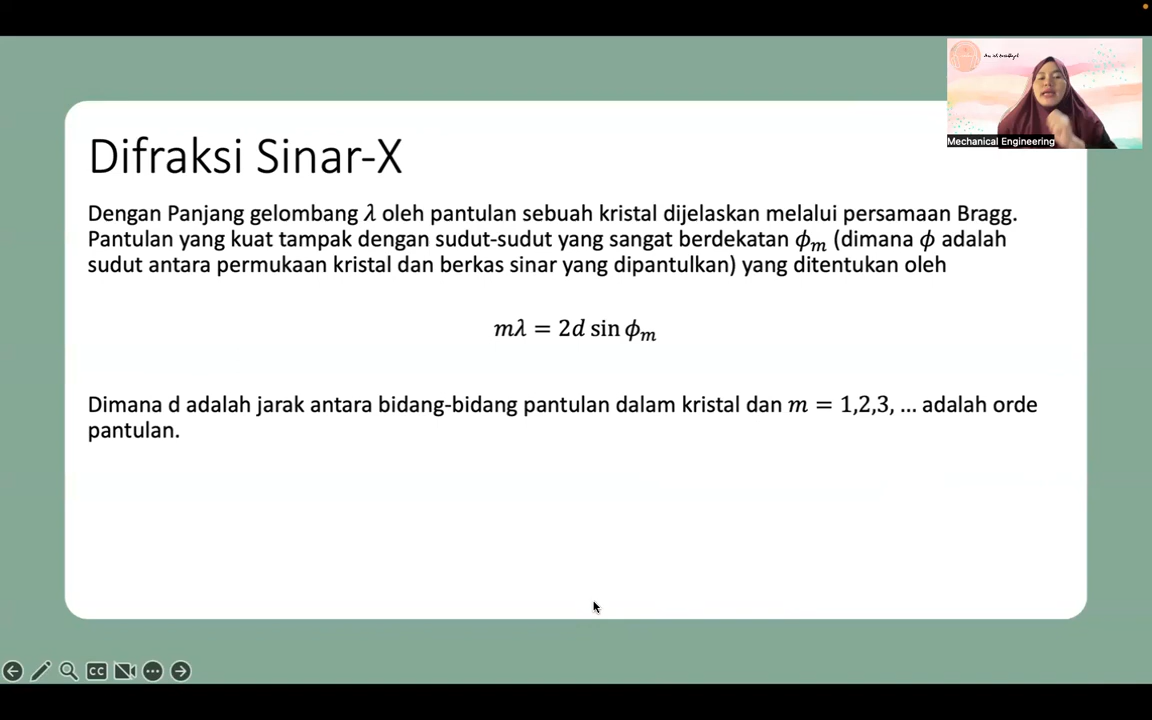 Mechanical Engineering
Difraksi Sinar-X
Dengan Panjang gelombang 𝜆 oleh pantulan sebuah kristal dijelaskan melalui persamaan Bragg.
Pantulan yang kuat tampak dengan sudut-sudut yang sangat berdekatan 𝜙ₘ (dimana 𝜙 adalah
sudut antara permukaan kristal dan berkas sinar yang dipantulkan) yang ditentukan oleh
𝑚𝜆 = 2𝑑 sin 𝜙ₘ
Dimana d adalah jarak antara bidang-bidang pantulan dalam kristal dan 𝑚 = 1,2,3, … adalah orde
pantulan.
CC